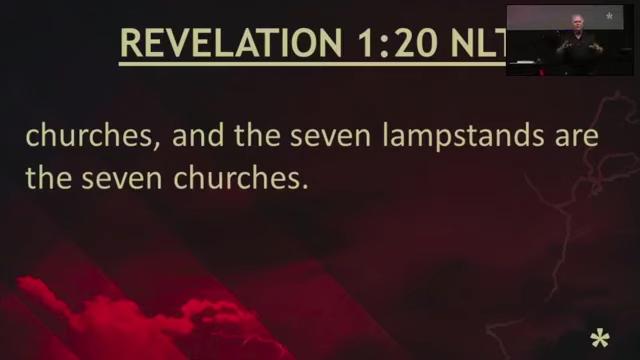 REVELATION 1:20 NLT
churches, and the seven lampstands are
the seven churches.
*